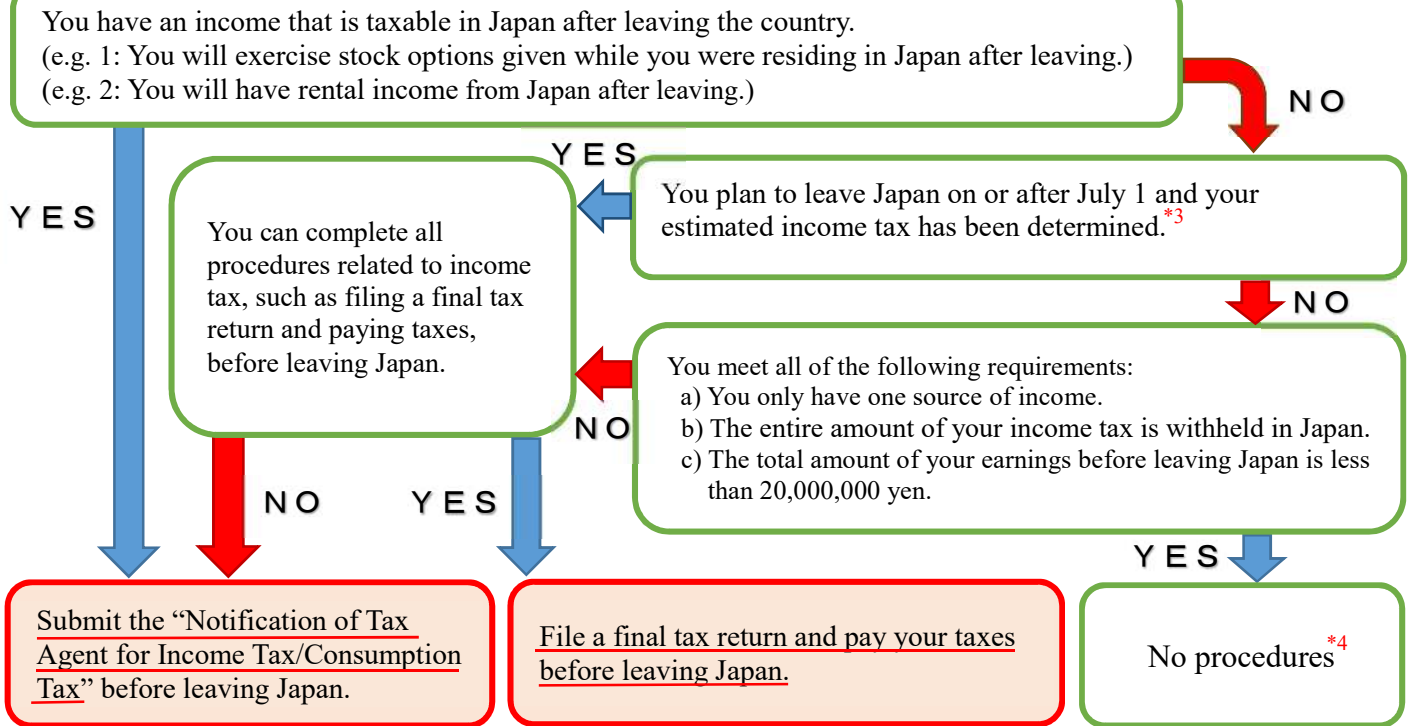 You have an income that is taxable in Japan after leaving the country.
(e.g. 1: You will exercise stock options given while you were residing in Japan after leaving.)
(e.g. 2: You will have rental income from Japan after leaving.)
NO
YES
YES
You plan to leave Japan on or after July 1 and your
estimated income tax has been determined.*3
You can complete all
procedures related to income
tax, such as filing a final tax
return and paying taxes,
before leaving Japan.
NO
You meet all of the following requirements:
a) You only have one source of income.
b) The entire amount of your income tax is withheld in Japan.
c) The total amount of your earnings before leaving Japan is less
than 20,000,000 yen.
NO
NO
YES
YES
Submit the “Notification of Tax
Agent for Income Tax/Consumption
Tax” before leaving Japan.
File a final tax return and pay your taxes
before leaving Japan.
No procedures*4